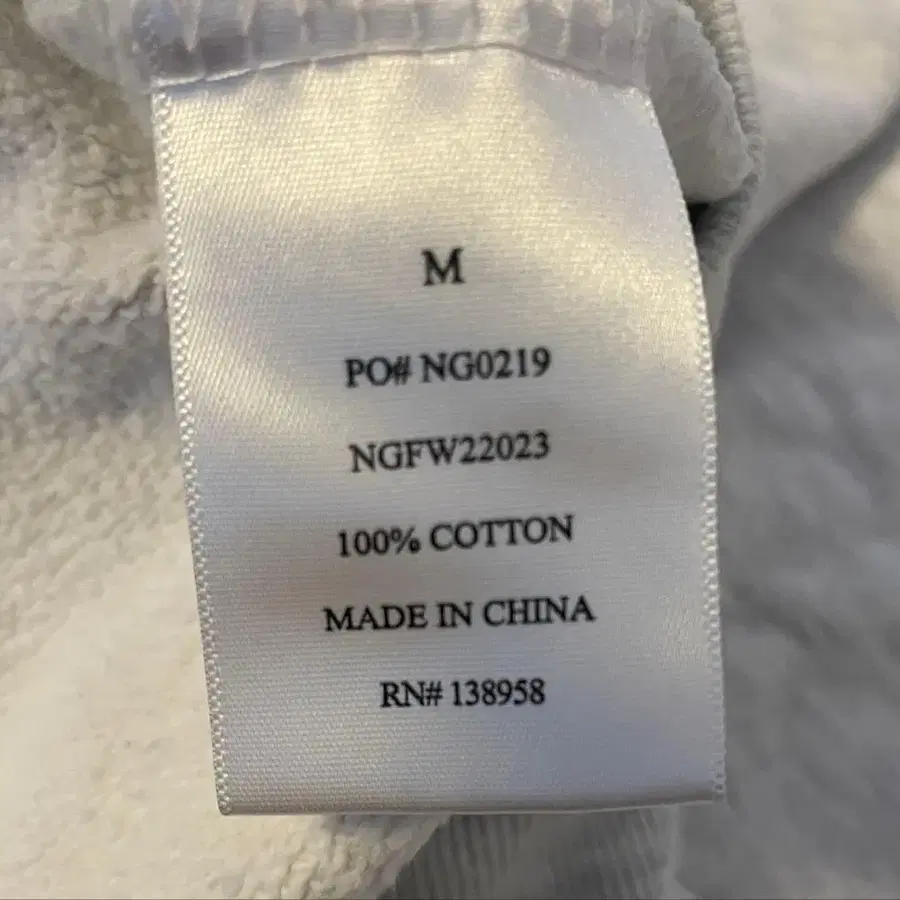 M
PO# NG0219
NGFW22023
100% COTTON
MADE IN CHINA
RN# 138958